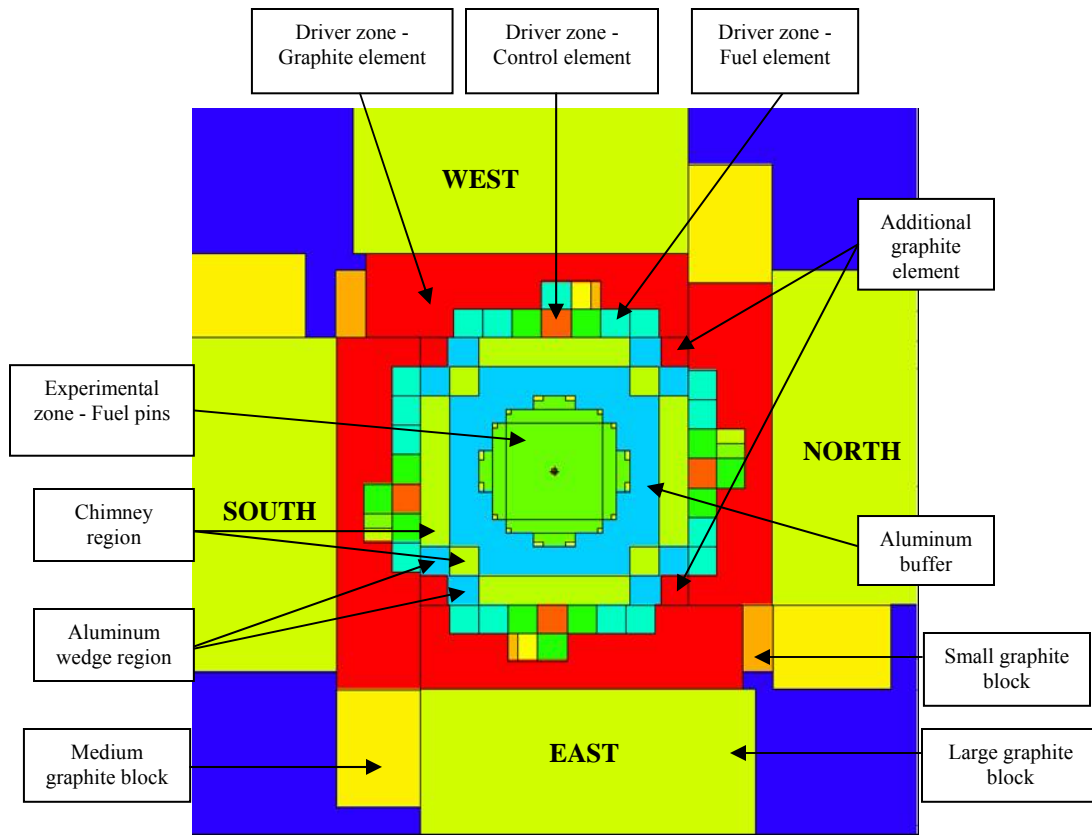 Driver zone -
Graphite element
Driver zone -
Control element
Driver zone -
Fuel element
WEST
Additional
graphite
element
Experimental
zone - Fuel pins
NORTH
Chimney
region
SOUTH
Aluminum
buffer
Aluminum
wedge region
Small graphite
block
Medium
graphite block
EAST
Large graphite
block